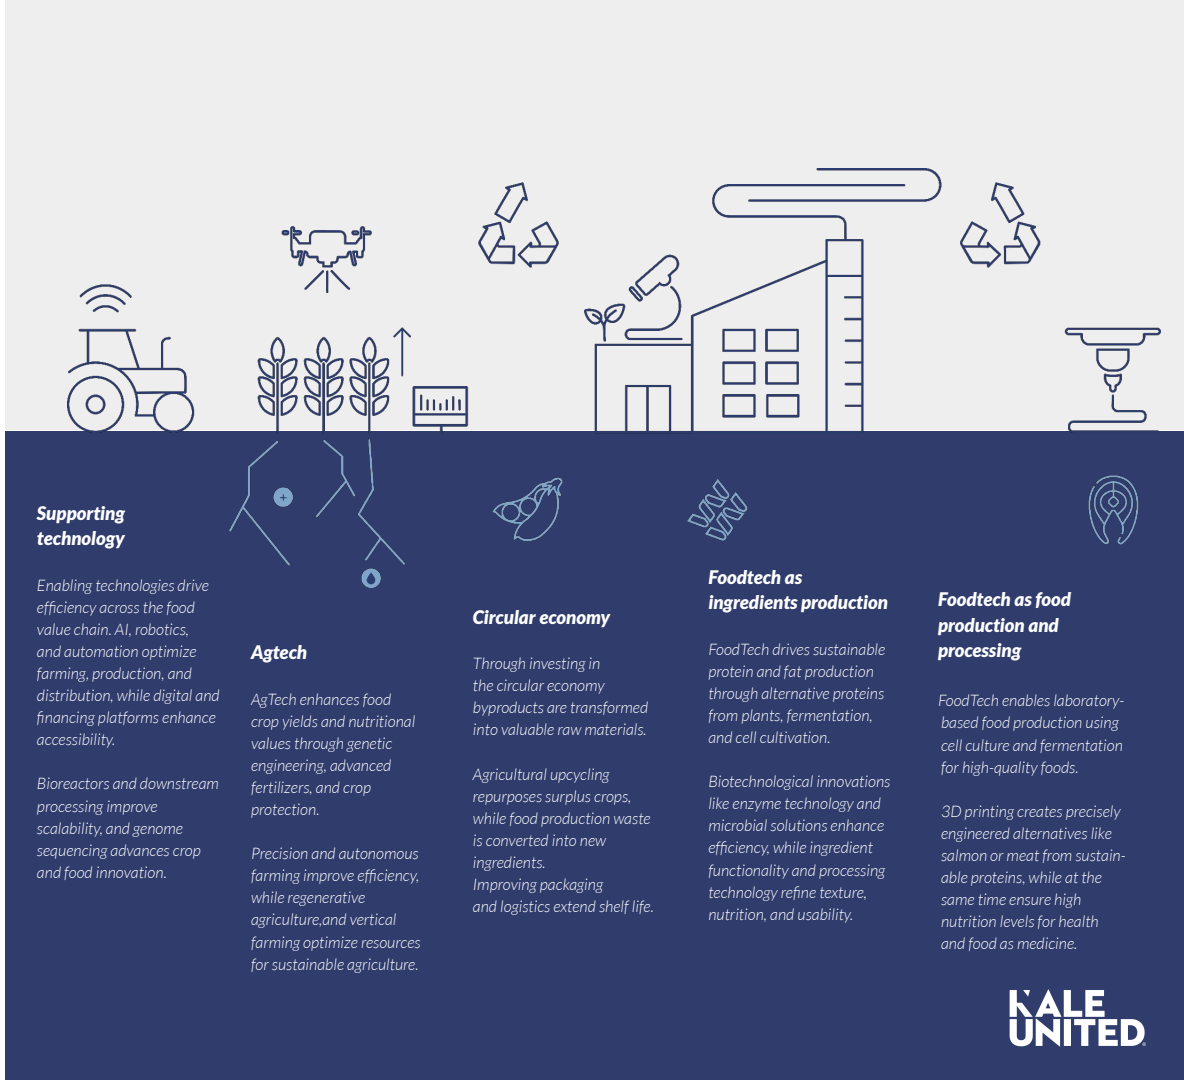 Supporting
technology
Enabling technologies drive
efficiency across the food
value chain. AI, robotics,
and automation optimize
farming, production, and
distribution, while digital and
financing platforms enhance
accessibility.
Bioreactors and downstream
processing improve
scalability, and genome
sequencing advances crop
and food innovation.
Agtech
AgTech enhances food
crop yields and nutritional
values through genetic
engineering, advanced
fertilizers, and crop
protection.
Precision and autonomous
farming improve efficiency,
while regenerative
agriculture,and vertical
farming optimize resources
for sustainable agriculture.
Circular economy
Through investing in
the circular economy
byproducts are transformed
into valuable raw materials.
Agricultural upcycling
repurposes surplus crops,
while food production waste
is converted into new
ingredients.
Improving packaging
and logistics extend shelf life.
Foodtech as
ingredients production
FoodTech drives sustainable
protein and fat production
through alternative proteins
from plants, fermentation,
and cell cultivation.
Biotechnological innovations
like enzyme technology and
microbial solutions enhance
efficiency, while ingredient
functionality and processing
technology refine texture,
nutrition, and usability.
Foodtech as food
production and
processing
FoodTech enables laboratory-
based food production using
cell culture and fermentation
for high-quality foods.
3D printing creates precisely
engineered alternatives like
salmon or meat from sustain-
able proteins, while at the
same time ensure high
nutrition levels for health
and food as medicine.
KALE
UNITED